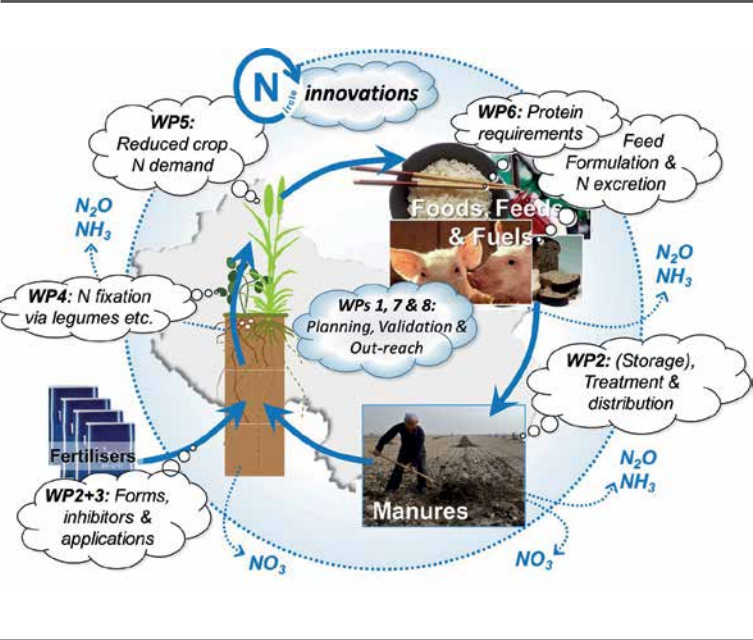 N
ircle
innovations
WP5:
Reduced crop
N demand
WP6: Protein
requirements
Feed
Formulation &
N excretion
N₂O
NH₃
Foods, Feeds
& Fuels
N₂O
NH₃
WP4: N fixation
via legumes etc.
WPs 1, 7 & 8:
Planning, Validation &
Out-reach
WP2: (Storage),
Treatment &
distribution
Fertilisers
N₂O
NH₃
WP2+3: Forms,
inhibitors &
applications
Manures
NO₃
NO₃